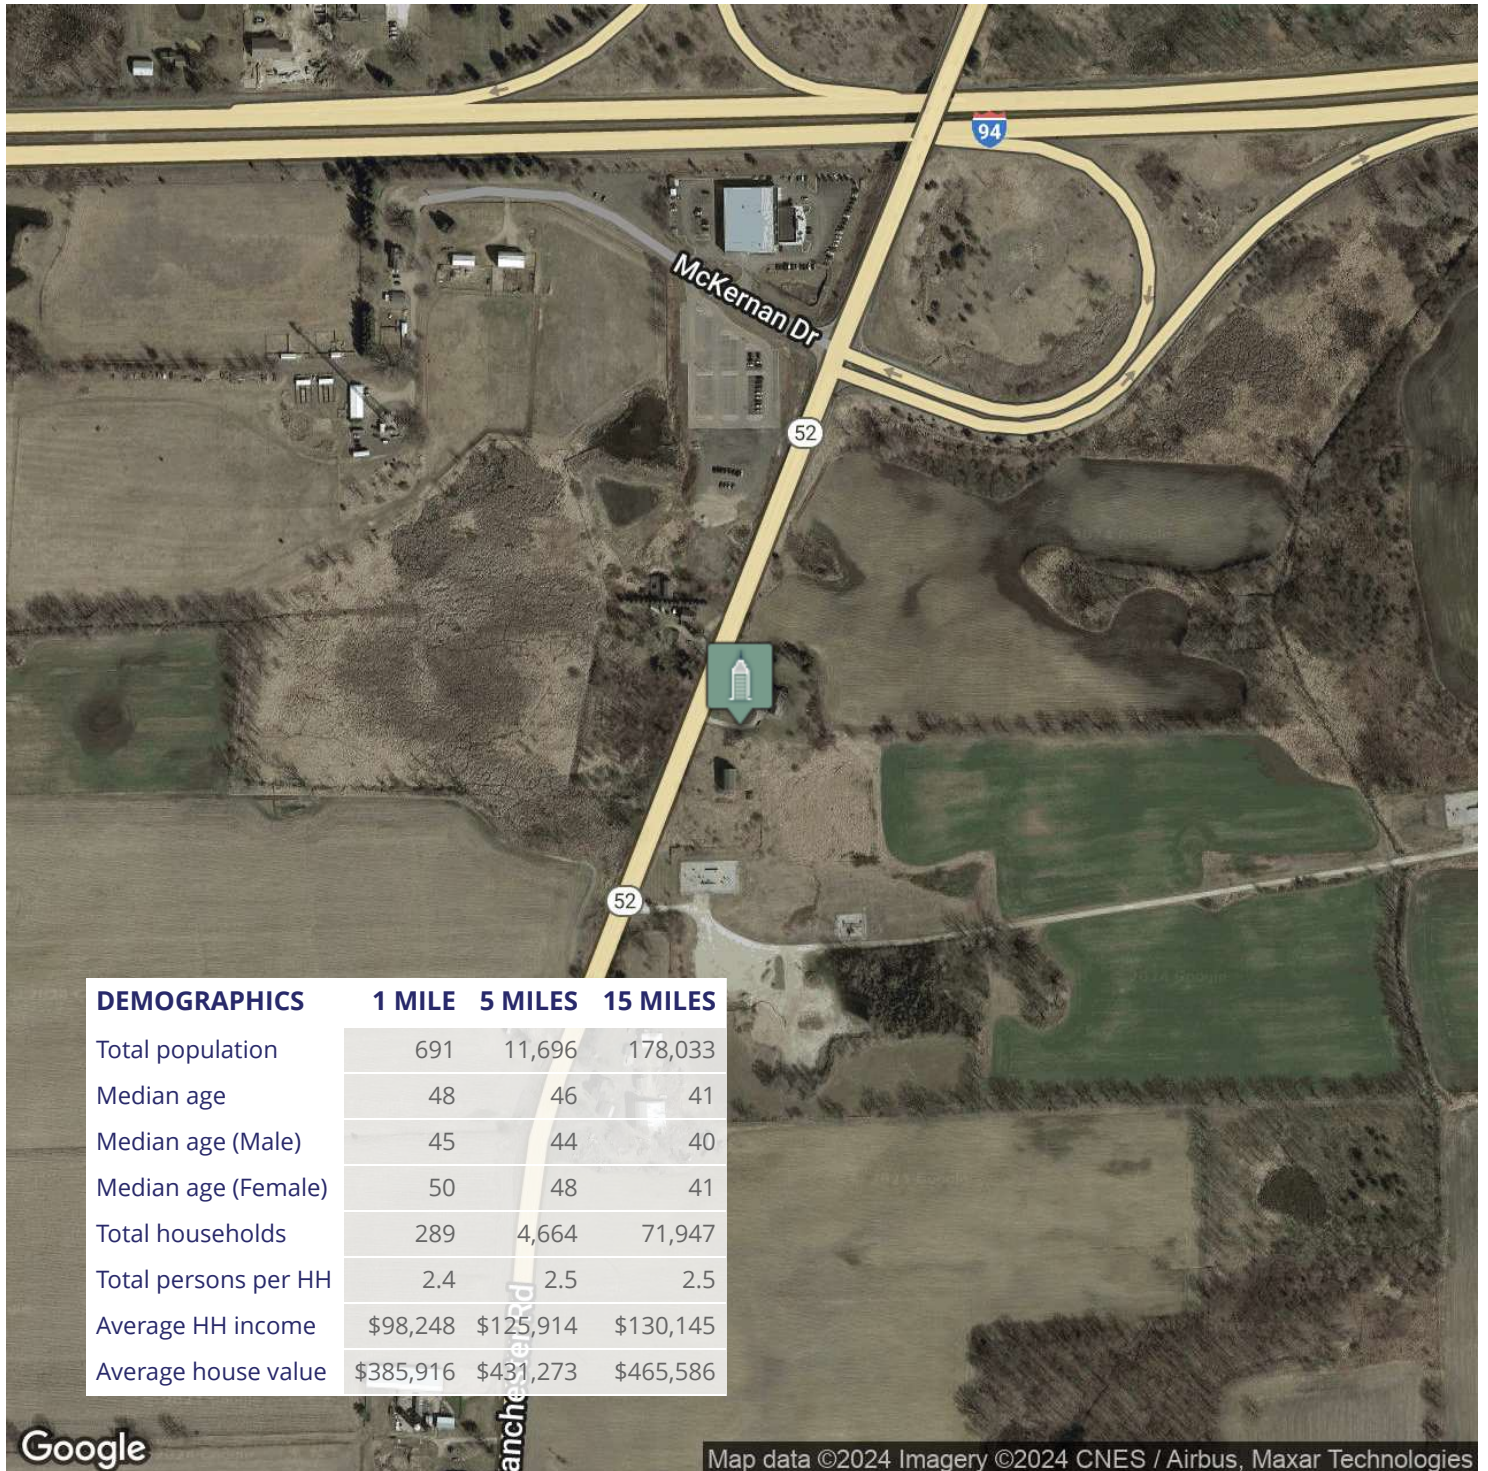 94
McKernan Dr
52
52
DEMOGRAPHICS 1 MILE 5 MILES 15 MILES
Total population 691 11,696 178,033
Median age 48 46 41
Median age (Male) 45 44 40
Median age (Female) 50 48 41
Total households 289 4,664 71,947
Total persons per HH 2.4 2.5 2.5
Average HH income $98,248 $125,914 $130,145
Average house value $385,916 $431,273 $465,586
Google
Map data ©2024 Imagery ©2024 CNES / Airbus, Maxar Technologies